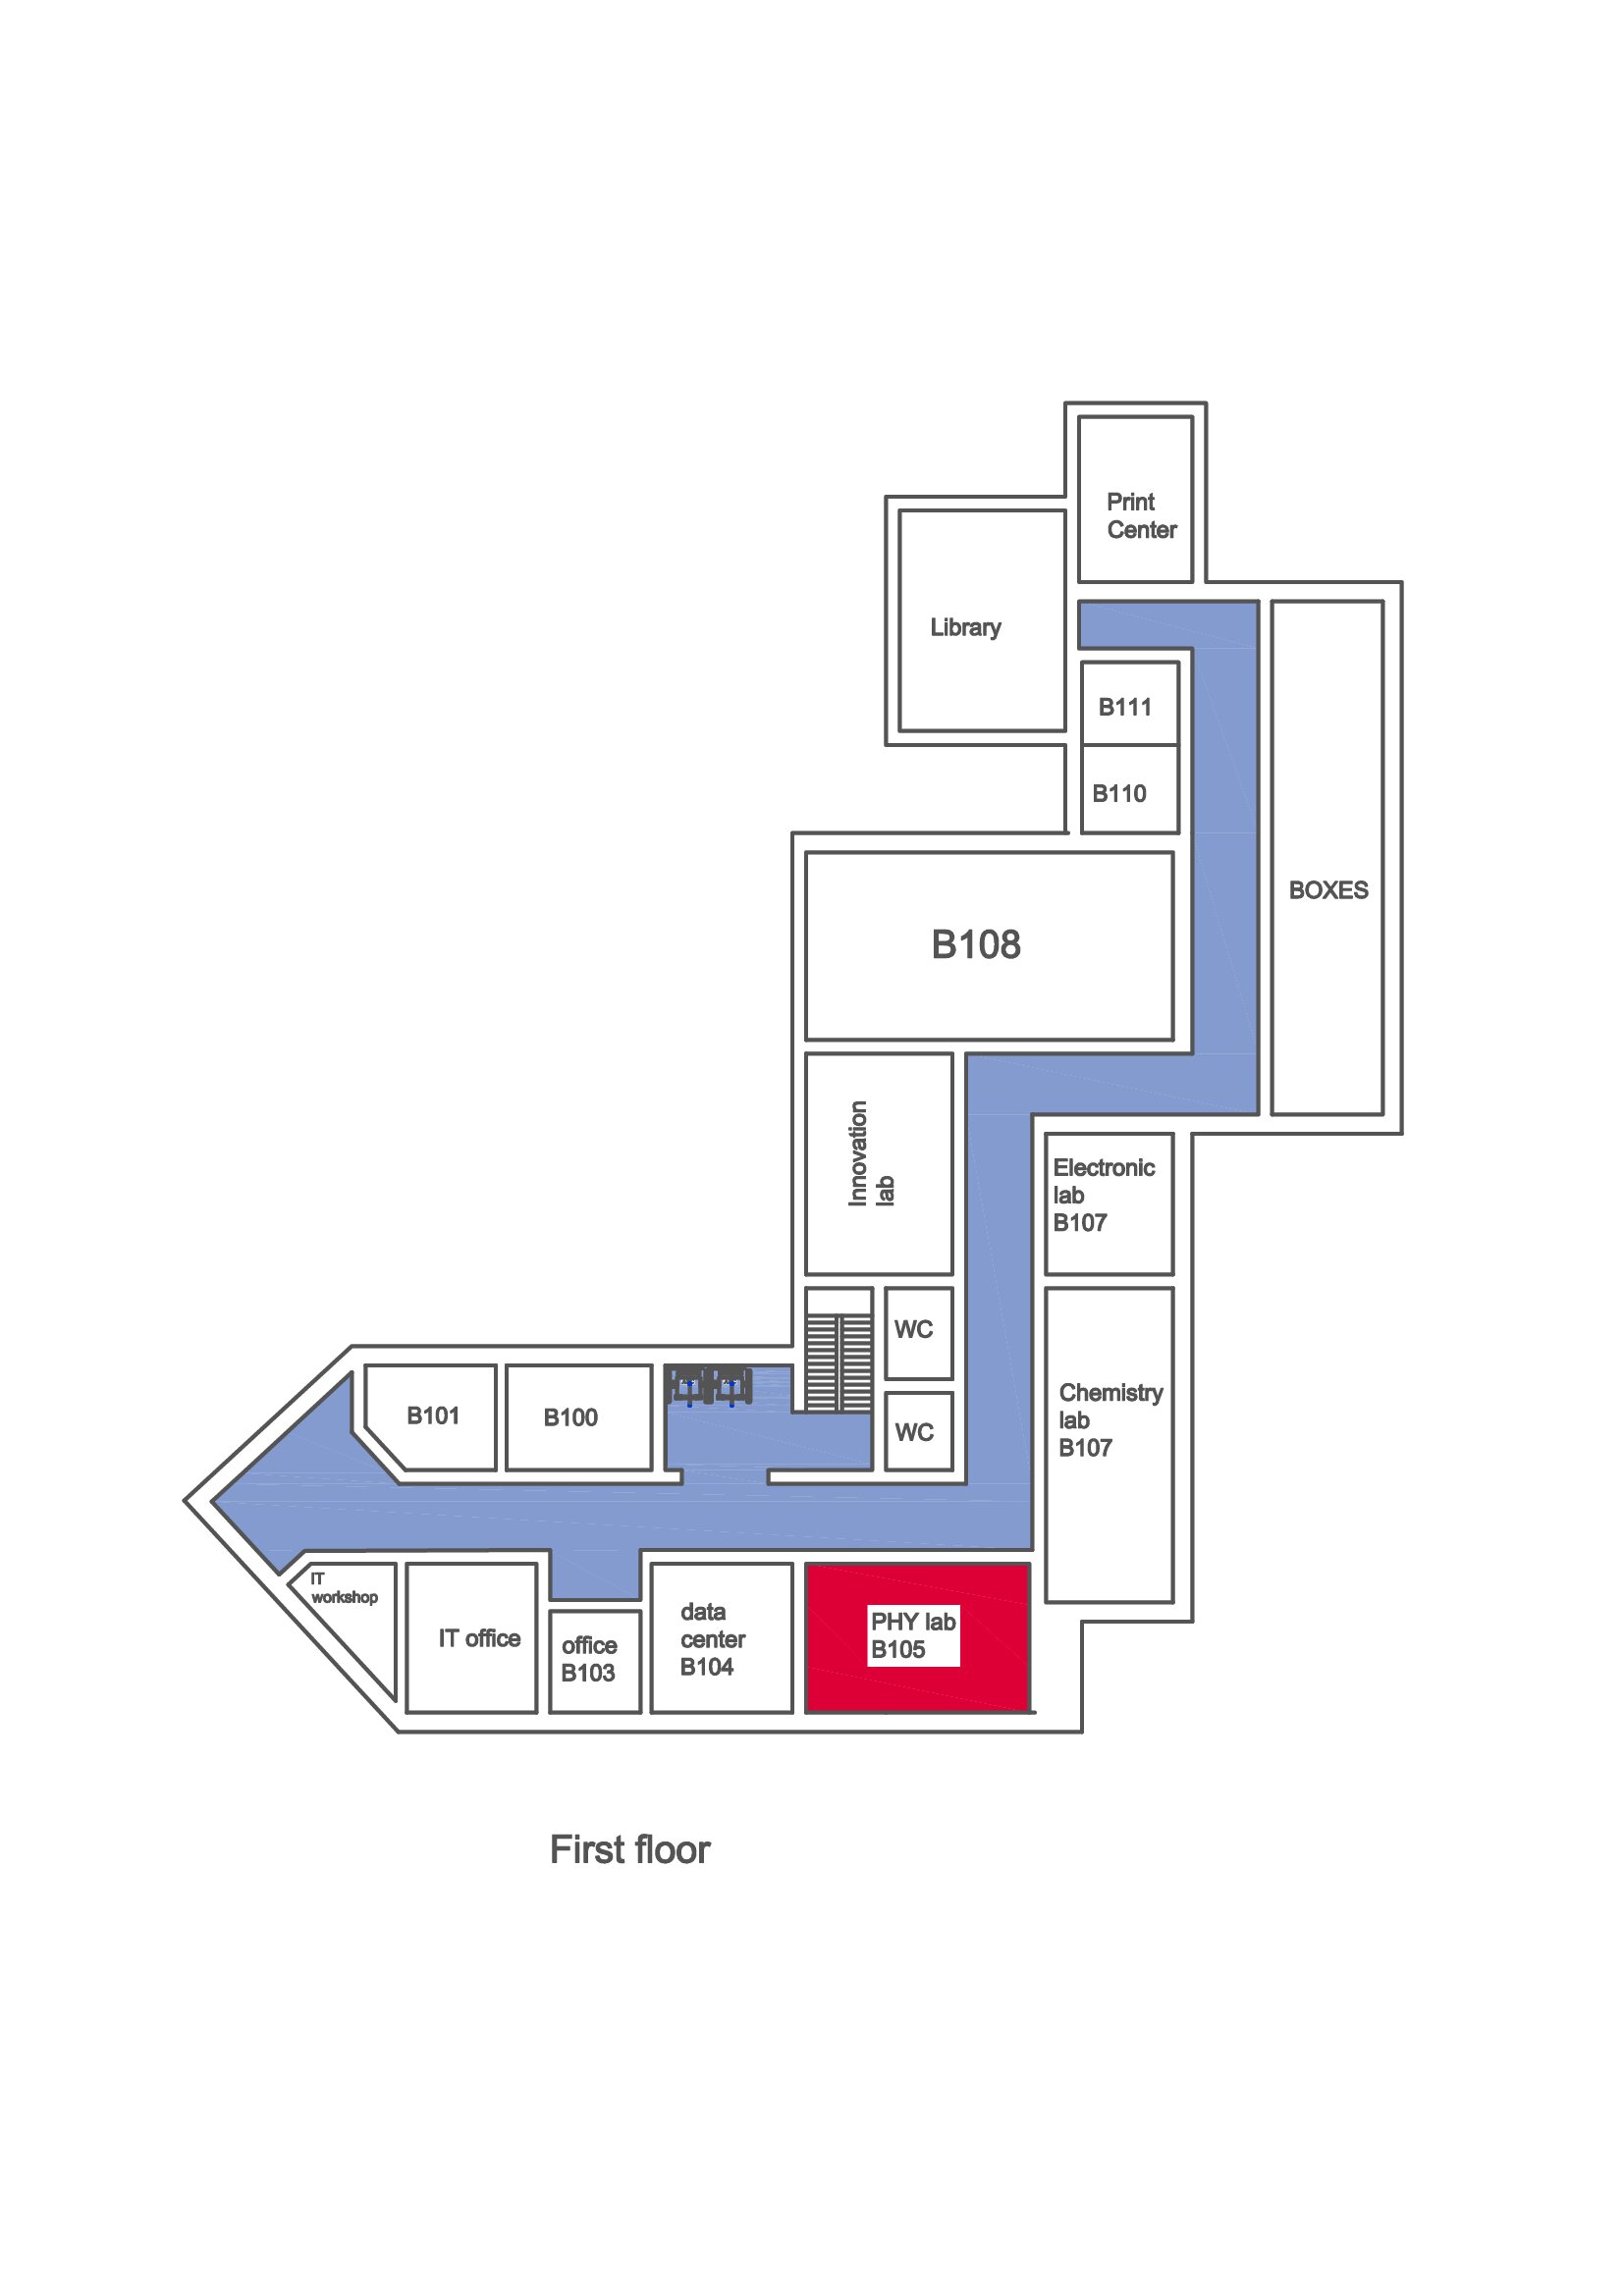 Print
Center
Library
B111
B110
BOXES
B108
Innovation
lab
Electronic
lab
B107
WC
Chemistry
lab
B107
B101
B100
WC
IT
workshop
IT office
office
B103
data
center
B104
PHY lab
B105
First floor